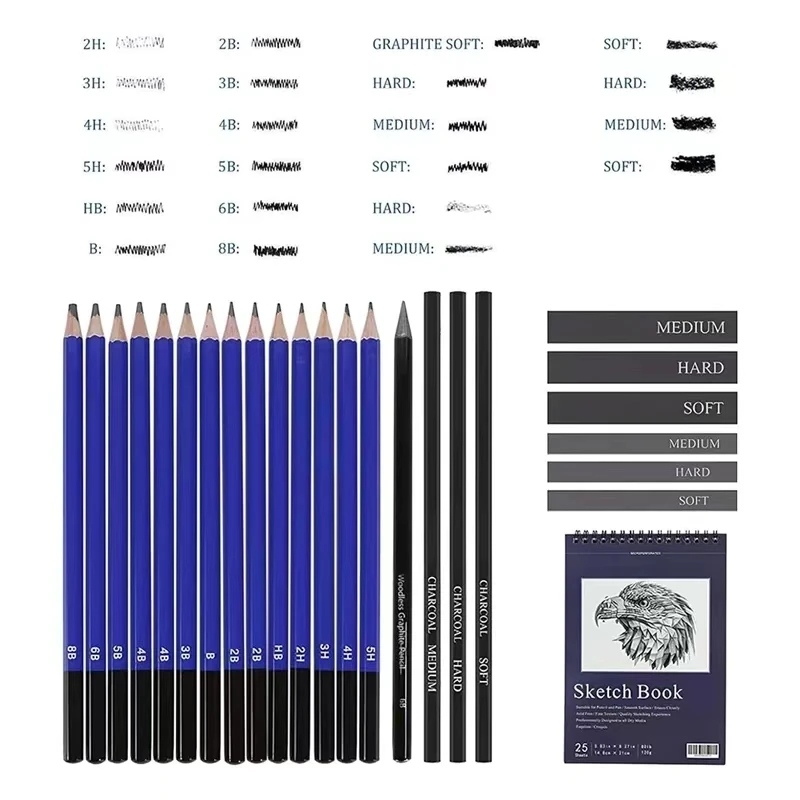 2H:
2B:
GRAPHITE SOFT:
SOFT:
3H:
3B:
HARD:
HARD:
4H:
4B:
MEDIUM:
MEDIUM:
5H:
5B:
SOFT:
SOFT:
HB:
6B:
HARD:
B:
8B:
MEDIUM:
MEDIUM
HARD
SOFT
MEDIUM
HARD
SOFT
8B
6B
5B
4B
3B
B
2B
2B
HB
2H
3H
4H
5H
Woodless Graphite Pencil
6B
CHARCOAL MEDIUM
CHARCOAL HARD
CHARCOAL SOFT
Sketch Book
25
Sheets